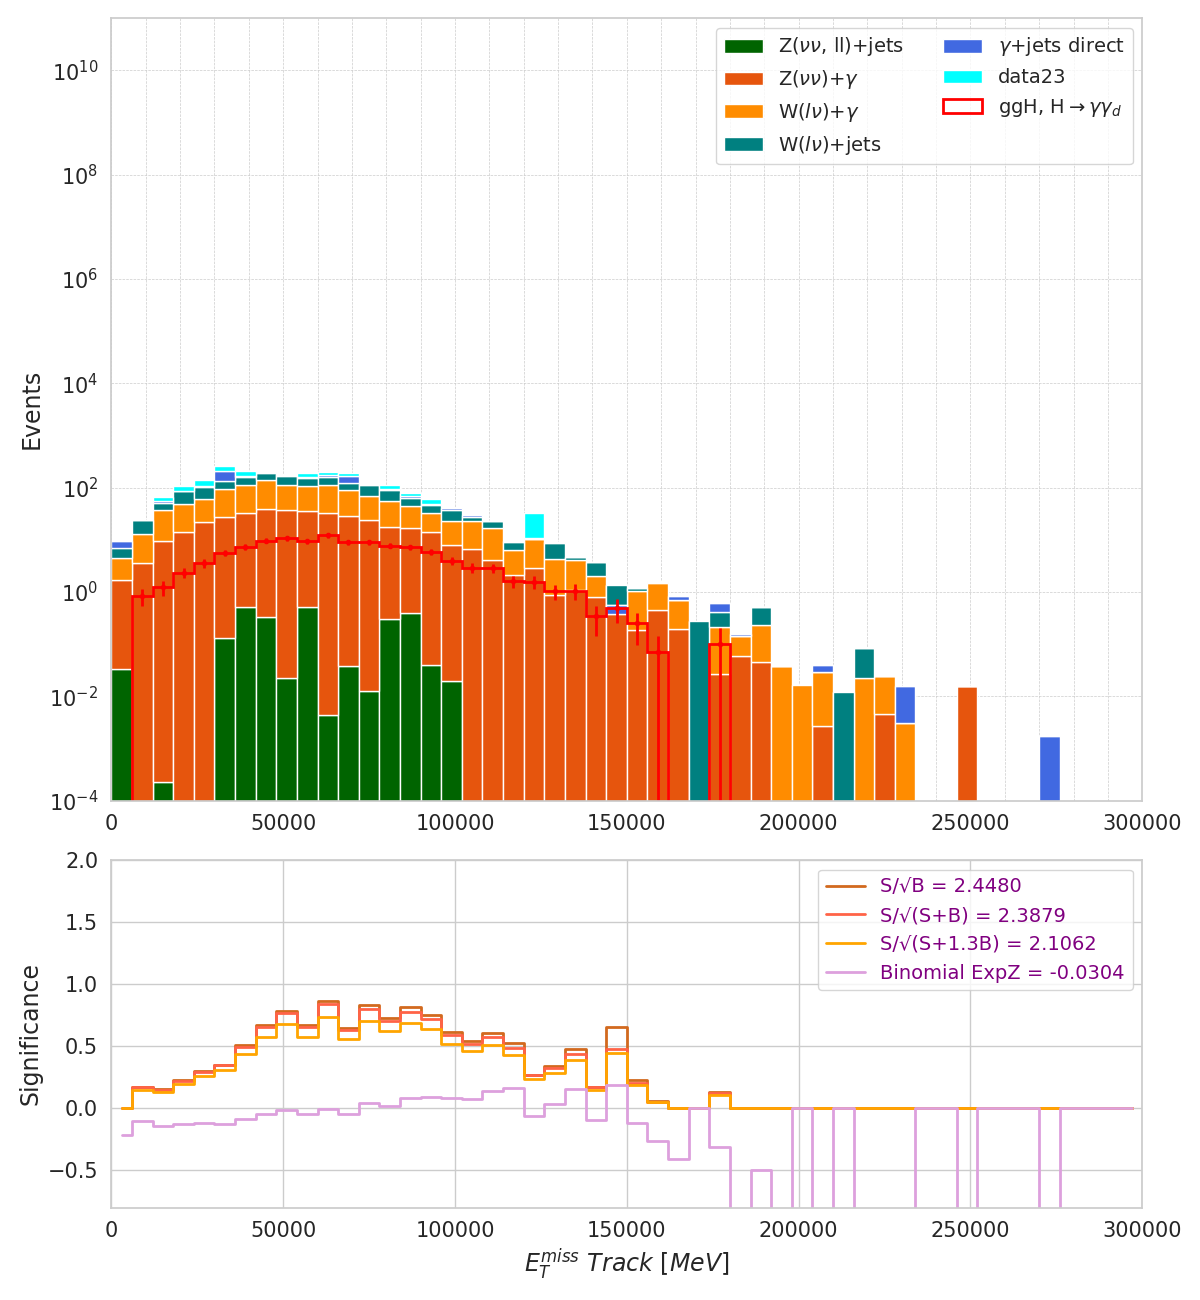 Z(νν, ll)+jets
Z(νν)+γ
W(lν)+γ
W(lν)+jets
γ+jets direct
data23
ggH, H→γγ_d
Events
10^10
10^8
10^6
10^4
10^2
10^0
10^−2
10^−4
0 50000 100000 150000 200000 250000 300000
S/√B = 2.4480
S/√(S+B) = 2.3879
S/√(S+1.3B) = 2.1062
Binomial ExpZ = -0.0304
Significance
2.0
1.5
1.0
0.5
0.0
−0.5
0 50000 100000 150000 200000 250000 300000
E_T^miss Track [MeV]